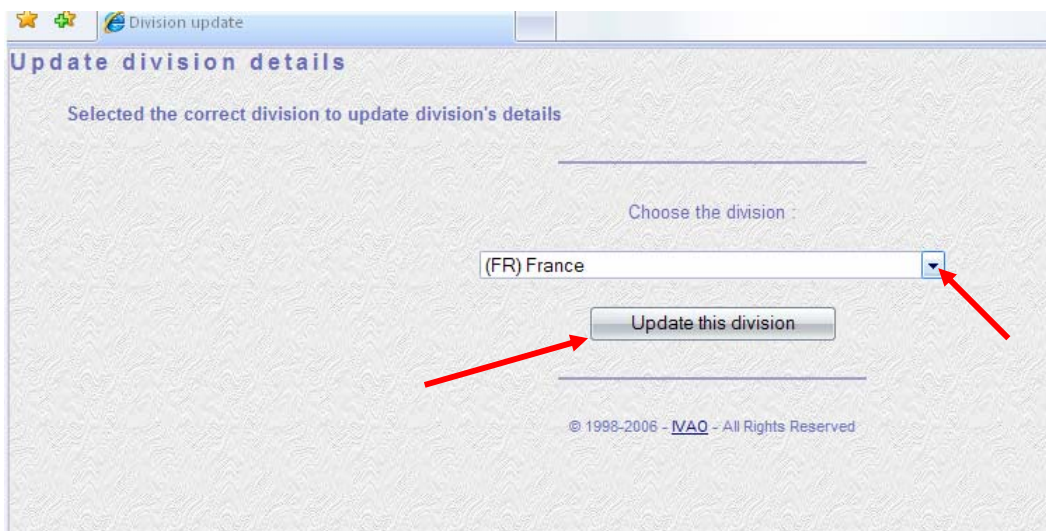 Division update
Update division details
Selected the correct division to update division's details
Choose the division :
(FR) France
Update this division
© 1998-2006 - IVAO - All Rights Reserved